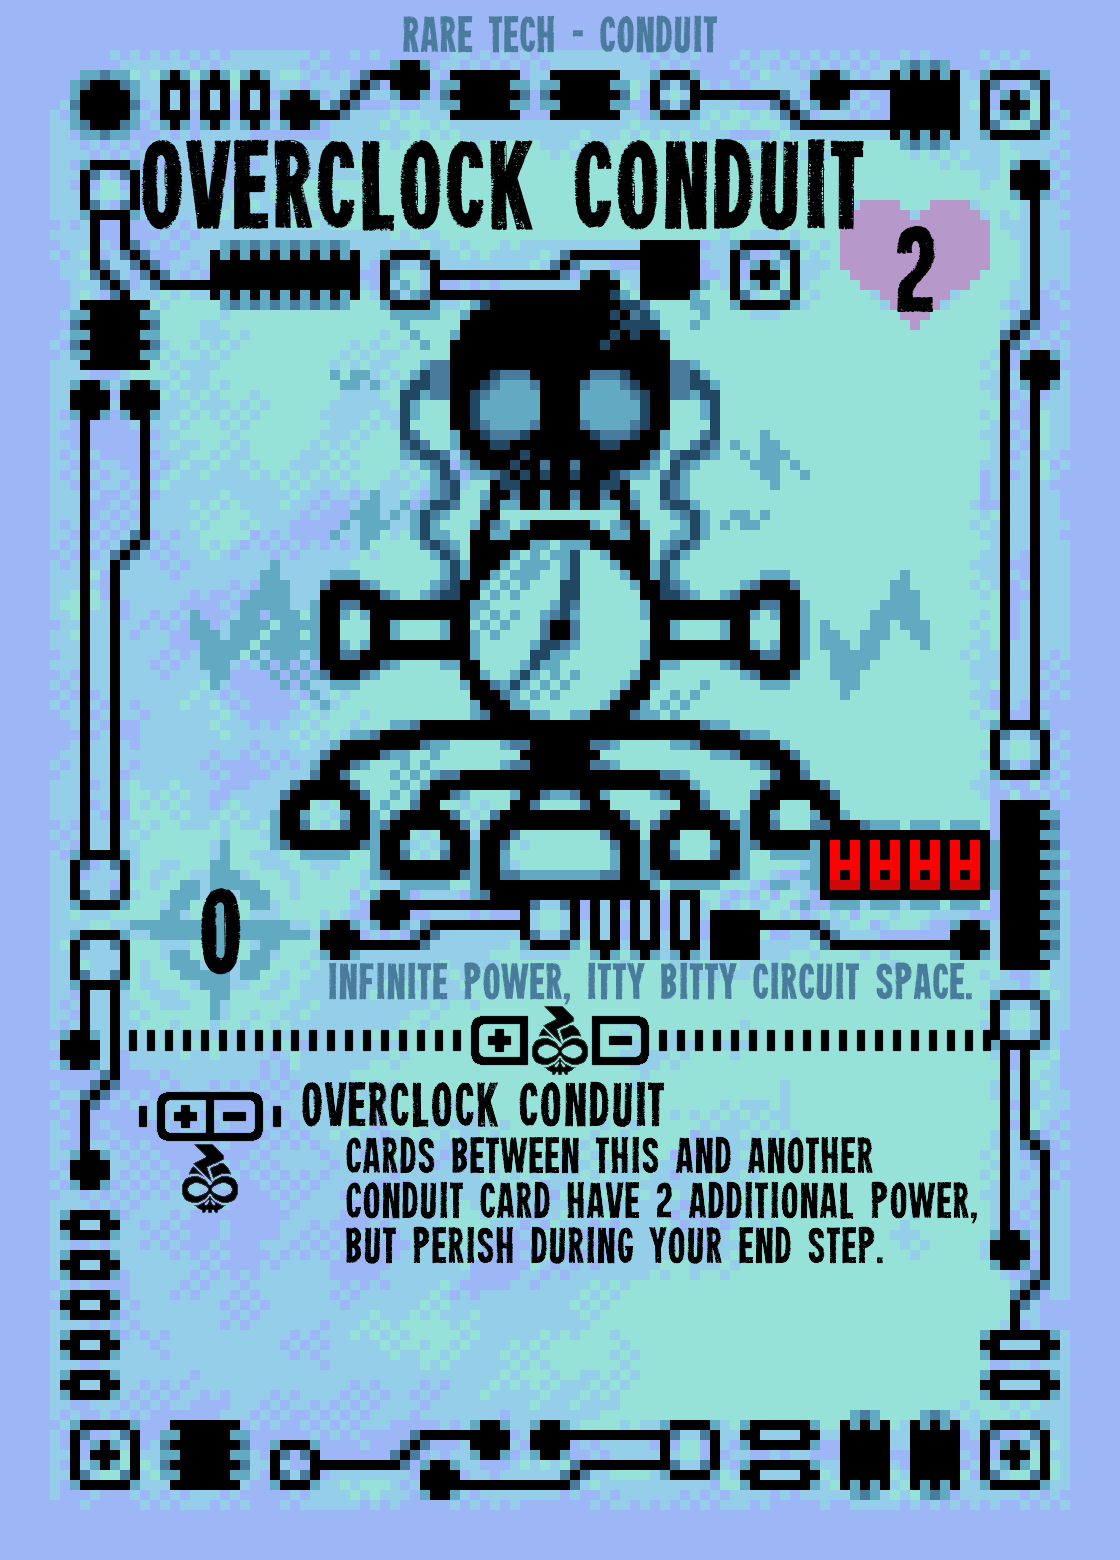 RARE TECH - CONDUIT
OVERCLOCK CONDUIT
2
0
INFINITE POWER, ITTY BITTY CIRCUIT SPACE.
OVERCLOCK CONDUIT
CARDS BETWEEN THIS AND ANOTHER
CONDUIT CARD HAVE 2 ADDITIONAL POWER,
BUT PERISH DURING YOUR END STEP.